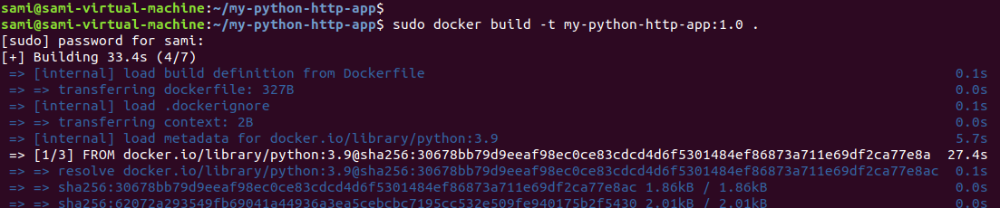 sami@sami-virtual-machine:~/my-python-http-app$
sami@sami-virtual-machine:~/my-python-http-app$ sudo docker build -t my-python-http-app:1.0 .
[sudo] password for sami:
[+] Building 33.4s (4/7)
=> [internal] load build definition from Dockerfile 0.1s
=> => transferring dockerfile: 327B 0.0s
=> [internal] load .dockerignore 0.1s
=> => transferring context: 2B 0.0s
=> [internal] load metadata for docker.io/library/python:3.9 5.7s
=> [1/3] FROM docker.io/library/python:3.9@sha256:30678bb79d9eeaf98ec0ce83cdcd4d6f5301484ef86873a711e69df2ca77e8a 27.4s
=> => resolve docker.io/library/python:3.9@sha256:30678bb79d9eeaf98ec0ce83cdcd4d6f5301484ef86873a711e69df2ca77e8ac 0.1s
=> => sha256:30678bb79d9eeaf98ec0ce83cdcd4d6f5301484ef86873a711e69df2ca77e8ac 1.86kB / 1.86kB 0.0s
=> => sha256:62072a293549fb69041a44936a3ea5cebcbc7195cc532e509fe940175b2f5430 2.01kB / 2.01kB 0.0s